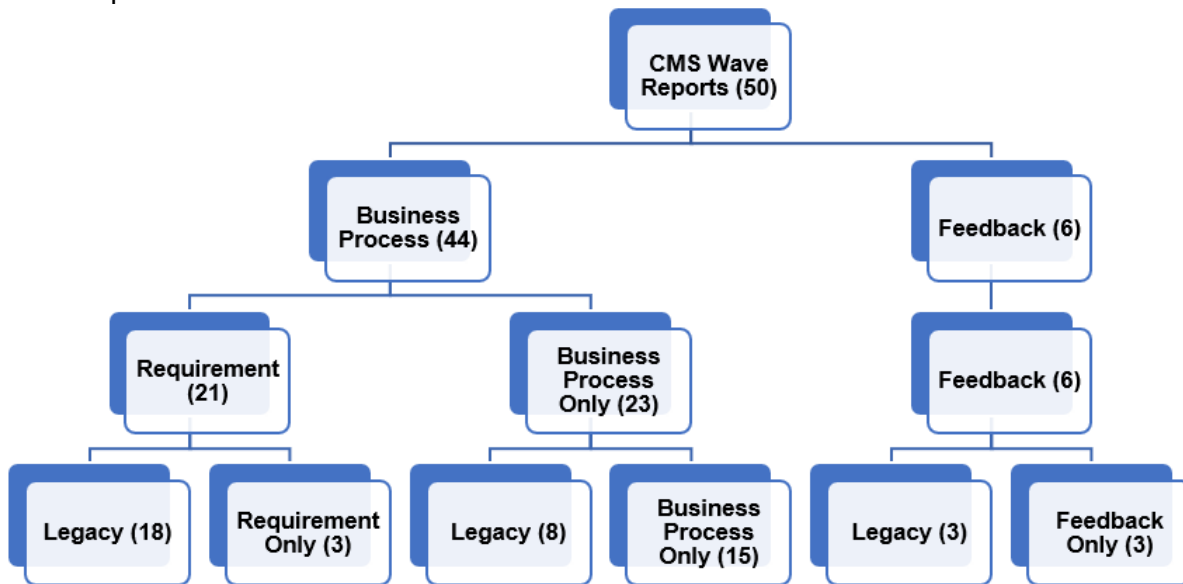 CMS Wave
Reports (50)
Business
Process (44)
Feedback (6)
Requirement
(21)
Business
Process
Only (23)
Feedback (6)
Legacy (18)
Requirement
Only (3)
Legacy (8)
Business
Process
Only (15)
Legacy (3)
Feedback
Only (3)